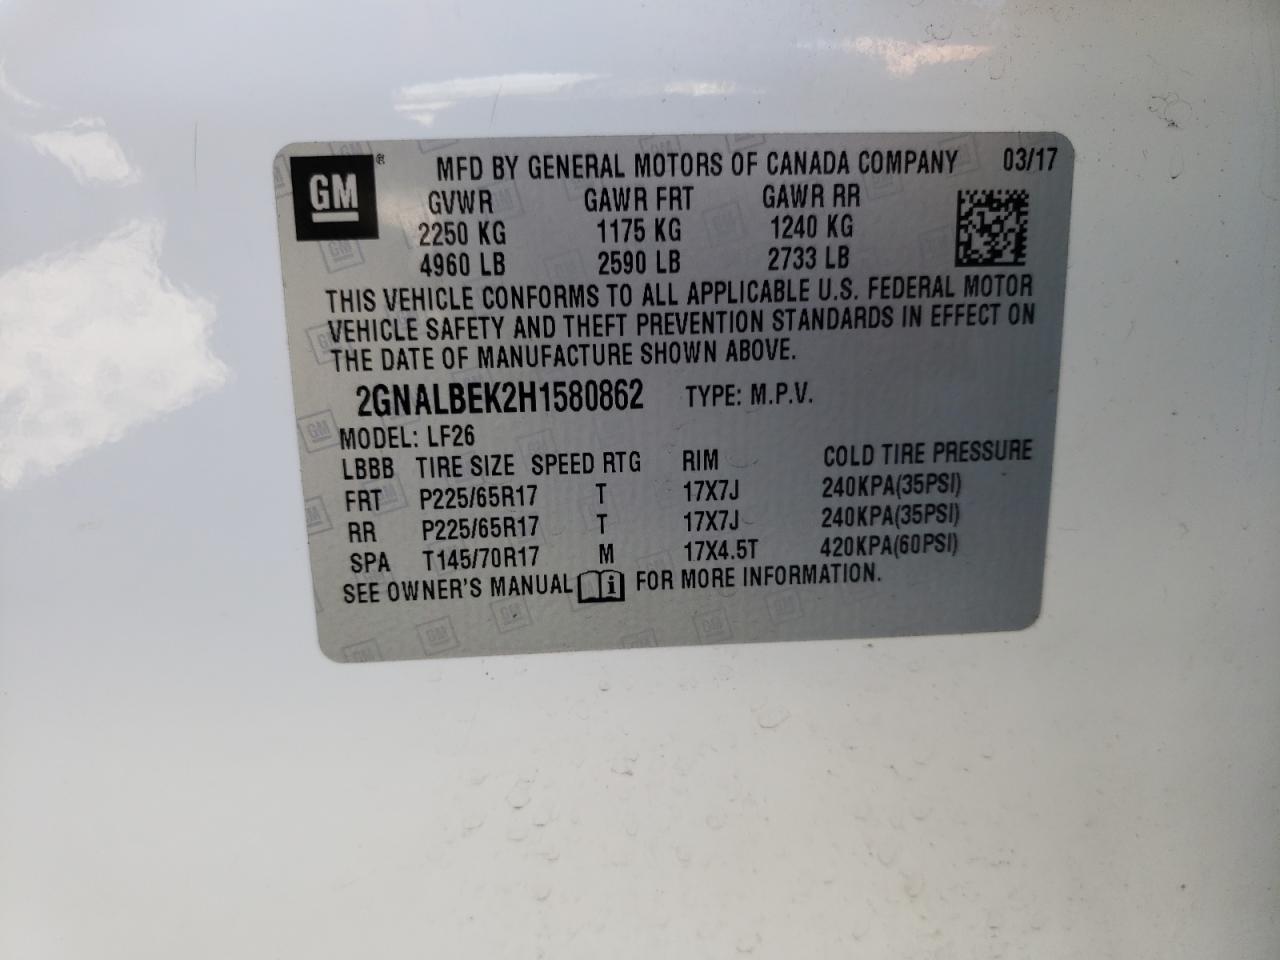 GM ® MFD BY GENERAL MOTORS OF CANADA COMPANY 03/17
GVWR GAWR FRT GAWR RR
2250 KG 1175 KG 1240 KG
4960 LB 2590 LB 2733 LB
THIS VEHICLE CONFORMS TO ALL APPLICABLE U.S. FEDERAL MOTOR
VEHICLE SAFETY AND THEFT PREVENTION STANDARDS IN EFFECT ON
THE DATE OF MANUFACTURE SHOWN ABOVE.
2GNALBEK2H1580862 TYPE: M.P.V.
MODEL: LF26
LBBB TIRE SIZE SPEED RTG RIM COLD TIRE PRESSURE
FRT P225/65R17 T 17X7J 240KPA(35PSI)
RR P225/65R17 T 17X7J 240KPA(35PSI)
SPA T145/70R17 M 17X4.5T 420KPA(60PSI)
SEE OWNER'S MANUAL i FOR MORE INFORMATION.